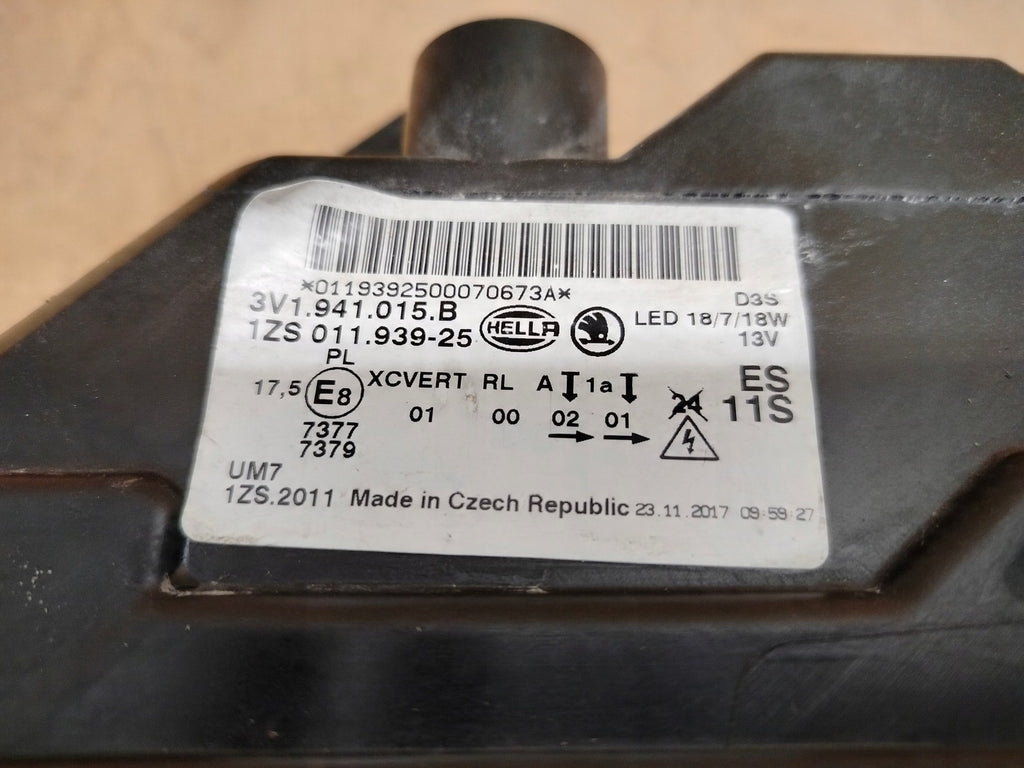 *0119392500070673A*
3V1.941.015.B
1ZS 011.939-25
HELLA
D3S
LED 18/7/18W
13V
PL
17,5 E8 XCVERT RL A 1a
01 00 02 01
7377
7379
24
ES
11S
UM7
1ZS.2011 Made in Czech Republic 23.11.2017 09:59:27